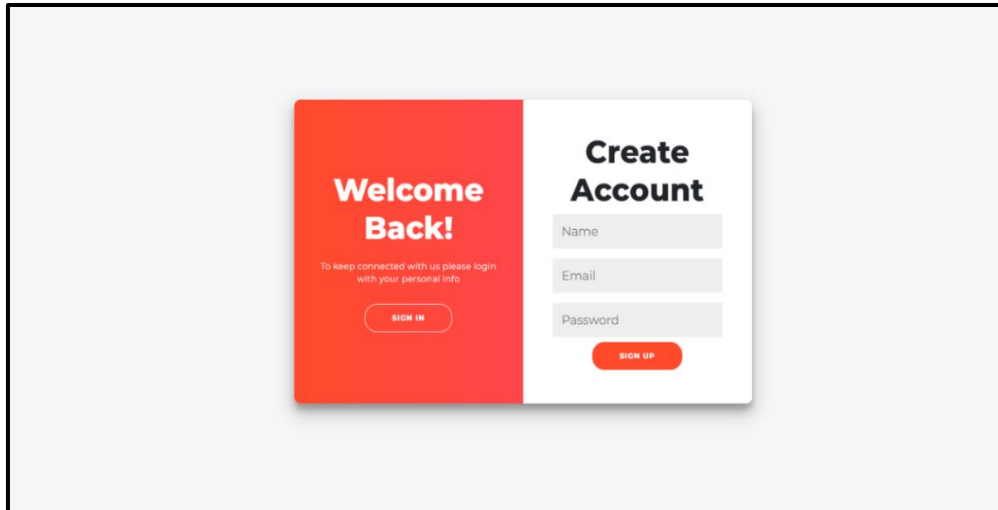 Welcome
Back!
To keep connected with us please login
with your personal info
SIGN IN
Create
Account
Name
Email
Password
SIGN UP